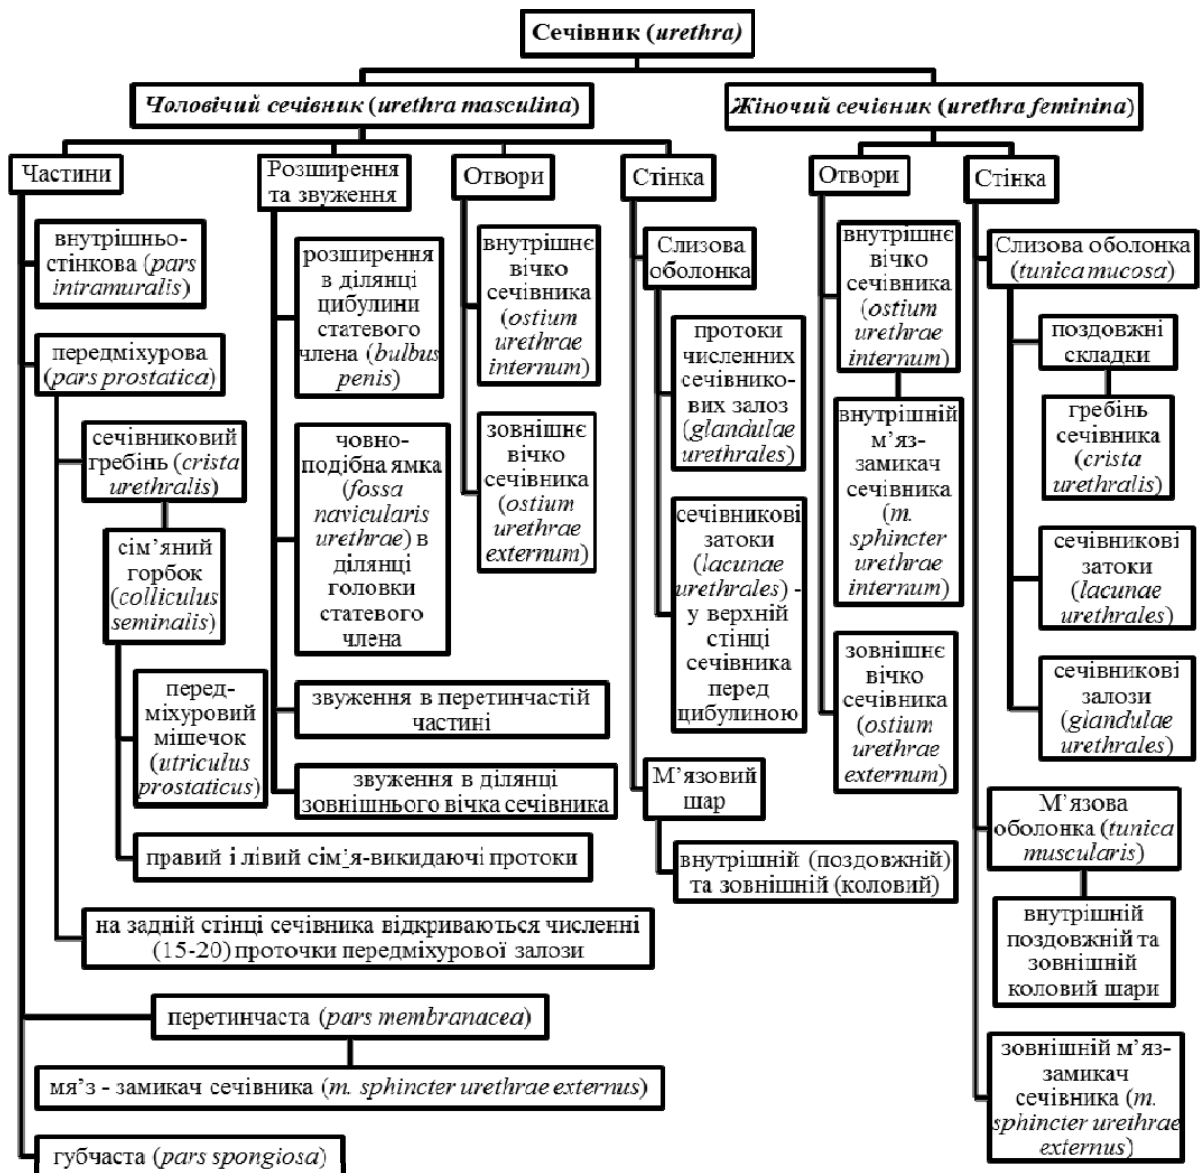 Сечівник (urethra)
Чоловічий сечівник (urethra masculina)
Жіночий сечівник (urethra feminina)
Частини
внутрішньо-
стінкова (pars
intramuralis)
передміхурова
(pars prostatica)
сечівниковий
гребінь (crista
urethralis)
сім’яний
горбок
(colliculus
seminalis)
перед-
міхуровий
мішечок
(utriculus
prostaticus)
правий і лівий сім’я-викидаючі протоки
на задній стінці сечівника відкриваються численні
(15-20) проточки передміхурової залози
перетинчаста (pars membranacea)
мя’з - замикач сечівника (m. sphincter urethrae externus)
губчаста (pars spongiosa)
Розширення
та звуження
розширення
в ділянці
цибулини
статевого
члена (bulbus
penis)
човно-
подібна ямка
(fossa
navicularis
urethrae) в
ділянці
головки
статевого
члена
звуження в перетинчастій
частині
звуження в ділянці
зовнішнього вічка сечівника
Отвори
внутрішнє
вічко
сечівника
(ostium
urethrae
internum)
зовнішнє
вічко
сечівника
(ostium
urethrae
externum)
Стінка
Слизова
оболонка
протоки
численних
сечівнико-
вих залоз
(glandulae
urethrales)
сечівникові
затоки
(lacunae
urethrales) -
у верхній
стінці
сечівника
перед
цибулиною
М’язовий
шар
внутрішній (поздовжній)
та зовнішній (коловий)
Отвори
внутрішнє
вічко
сечівника
(ostium
urethrae
internum)
внутрішній
м’яз-
замикач
сечівника
(m.
sphincter
urethrae
internum)
зовнішнє
вічко
сечівника
(ostium
urethrae
externum)
Стінка
Слизова оболонка
(tunica mucosa)
поздовжні
складки
гребінь
сечівника
(crista
urethralis)
сечівникові
затоки
(lacunae
urethrales)
сечівникові
залози
(glandulae
urethrales)
М’язова
оболонка (tunica
muscularis)
внутрішній
поздовжній та
зовнішній
коловий шари
зовнішній м’яз-
замикач
сечівника (m.
sphincter urethrae
externus)